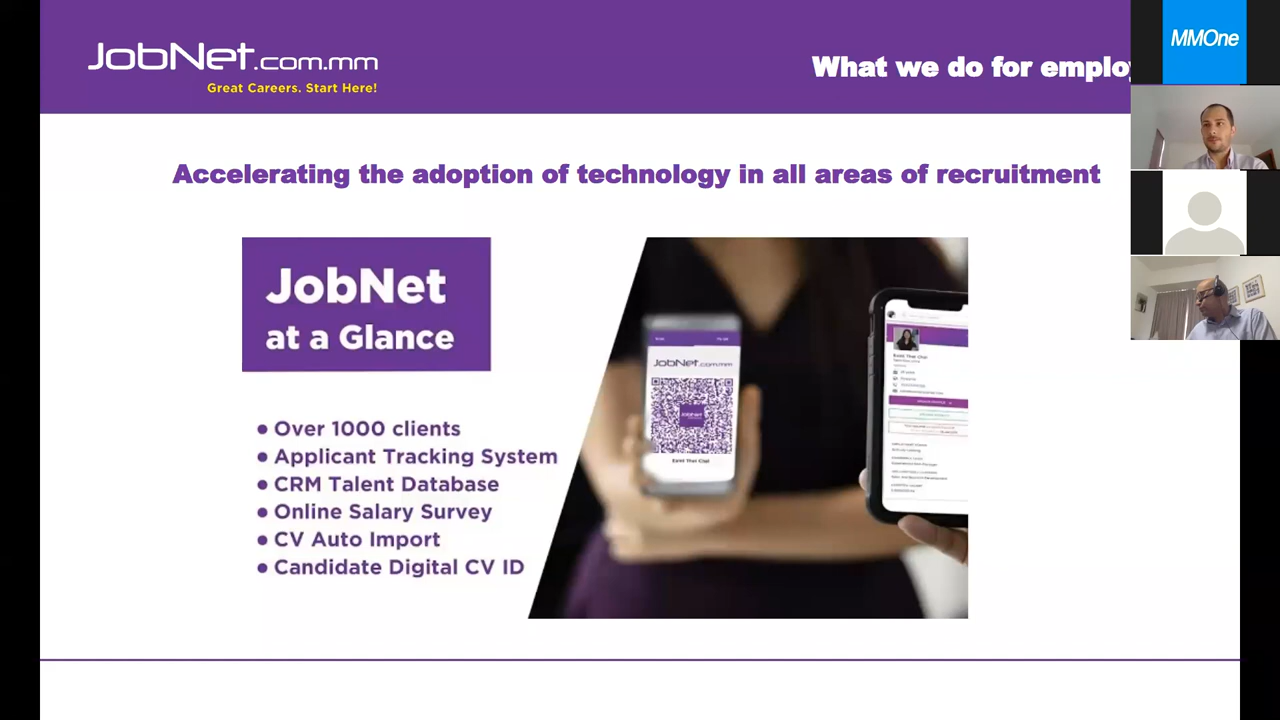 JobNet.com.mm
Great Careers. Start Here!
What we do for emplo
MMOne
Accelerating the adoption of technology in all areas of recruitment
JobNet
at a Glance
• Over 1000 clients
• Applicant Tracking System
• CRM Talent Database
• Online Salary Survey
• CV Auto Import
• Candidate Digital CV ID
JobNet.com.mm
JobNet